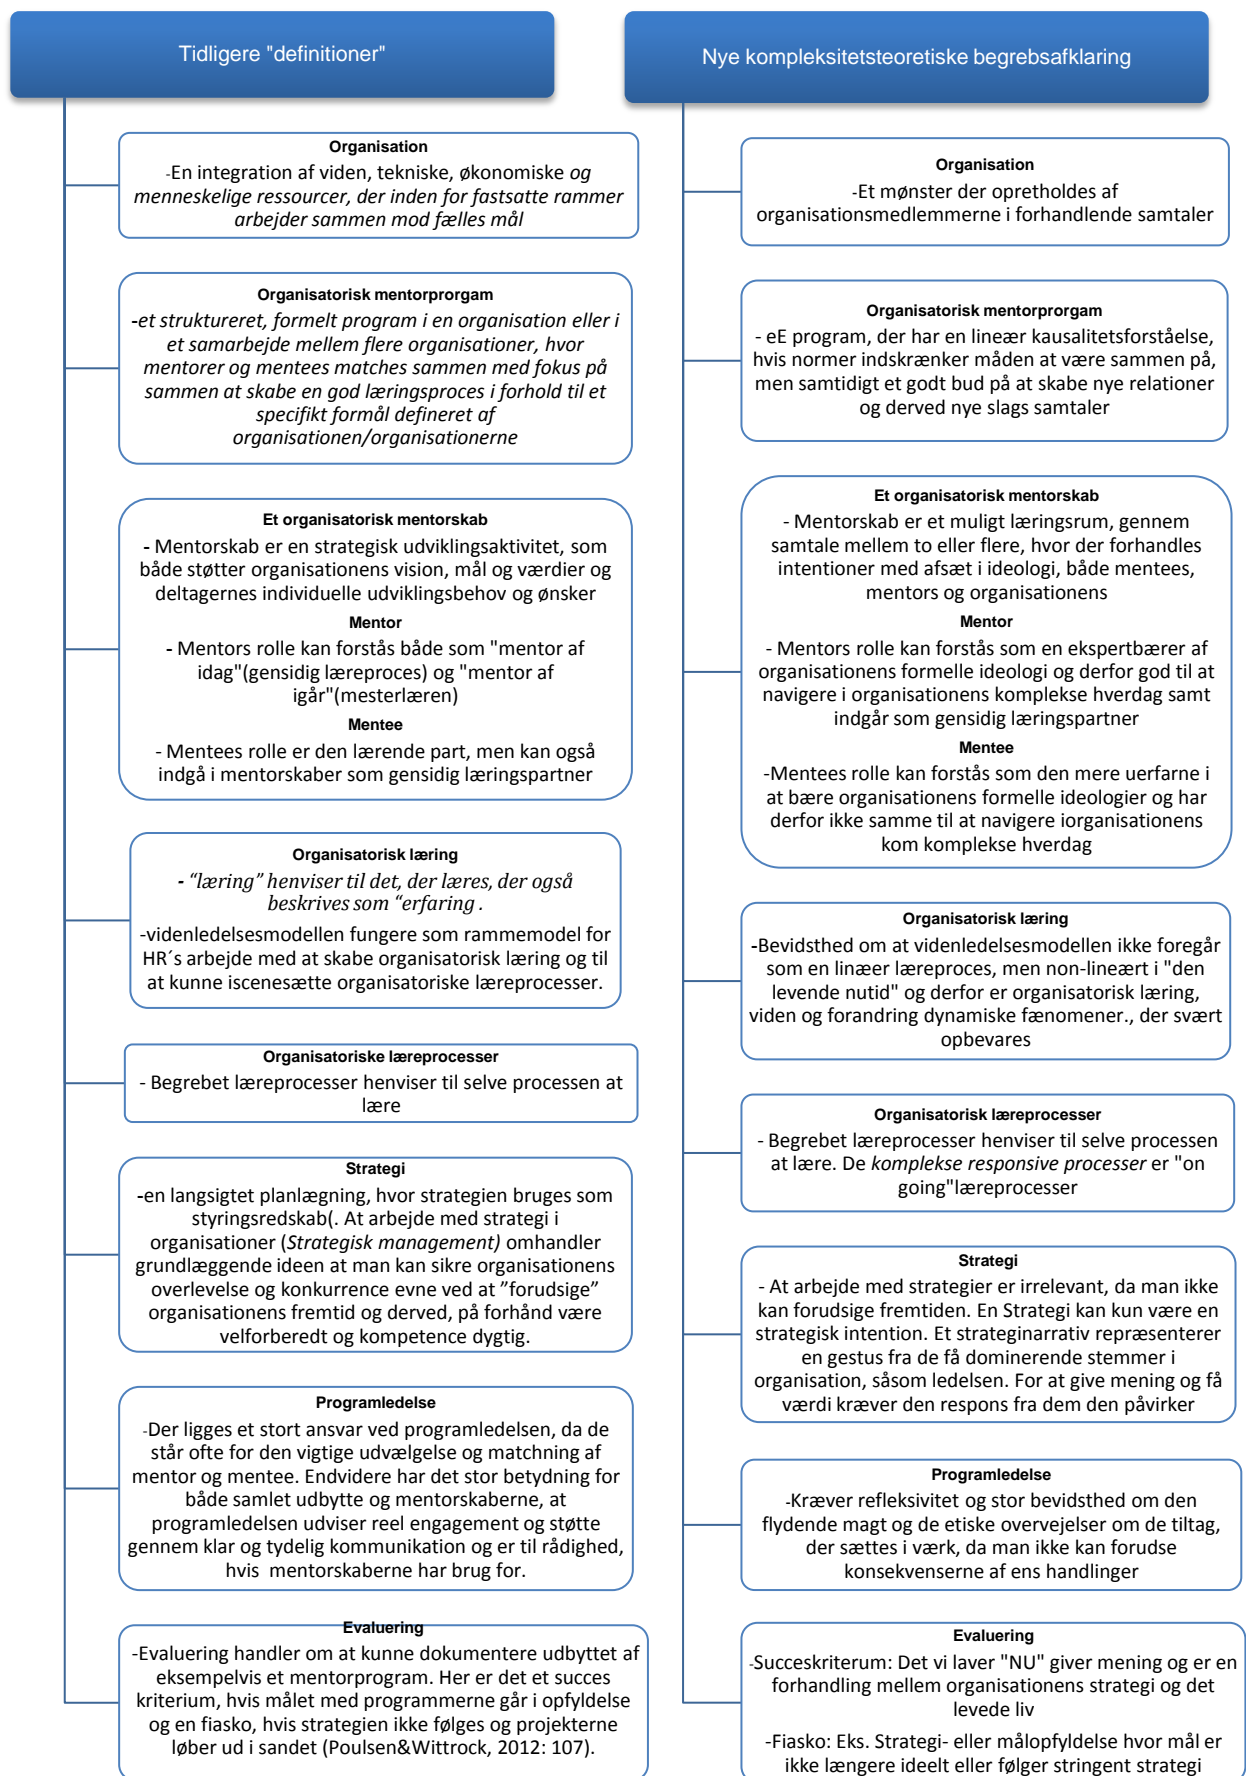 Tidligere "definitioner"
Organisation
-En integration af viden, tekniske, økonomiske og
menneskelige ressourcer, der inden for fastsatte rammer
arbejder sammen mod fælles mål
Organisatorisk mentorprorgam
-et struktureret, formelt program i en organisation eller i
et samarbejde mellem flere organisationer, hvor
mentorer og mentees matches sammen med fokus på
sammen at skabe en god læringsproces i forhold til et
specifikt formål defineret af
organisationen/organisationerne
Et organisatorisk mentorskab
- Mentorskab er en strategisk udviklingsaktivitet, som
både støtter organisationens vision, mål og værdier og
deltagernes individuelle udviklingsbehov og ønsker
Mentor
- Mentors rolle kan forstås både som "mentor af
idag"(gensidig læreproces) og "mentor af
igår"(mesterlæren)
Mentee
- Mentees rolle er den lærende part, men kan også
indgå i mentorskaber som gensidig læringspartner
Organisatorisk læring
- “læring” henviser til det, der læres, der også
beskrives som “erfaring .
-videnledelsesmodellen fungere som rammemodel for
HR´s arbejde med at skabe organisatorisk læring og til
at kunne iscenesætte organisatoriske læreprocesser.
Organisatoriske læreprocesser
- Begrebet læreprocesser henviser til selve processen at
lære
Strategi
-en langsigtet planlægning, hvor strategien bruges som
styringsredskab(. At arbejde med strategi i
organisationer (Strategisk management) omhandler
grundlæggende ideen at man kan sikre organisationens
overlevelse og konkurrence evne ved at ”forudsige”
organisationens fremtid og derved, på forhånd være
velforberedt og kompetence dygtig.
Programledelse
-Der ligges et stort ansvar ved programledelsen, da de
står ofte for den vigtige udvælgelse og matchning af
mentor og mentee. Endvidere har det stor betydning for
både samlet udbytte og mentorskaberne, at
programledelsen udviser reel engagement og støtte
gennem klar og tydelig kommunikation og er til rådighed,
hvis mentorskaberne har brug for.
Evaluering
-Evaluering handler om at kunne dokumentere udbyttet af
eksempelvis et mentorprogram. Her er det et succes
kriterium, hvis målet med programmerne går i opfyldelse
og en fiasko, hvis strategien ikke følges og projekterne
løber ud i sandet (Poulsen&Wittrock, 2012: 107).
Nye kompleksitetsteoretiske begrebsafklaring
Organisation
-Et mønster der opretholdes af
organisationsmedlemmerne i forhandlende samtaler
Organisatorisk mentorprorgam
- eE program, der har en lineær kausalitetsforståelse,
hvis normer indskrænker måden at være sammen på,
men samtidigt et godt bud på at skabe nye relationer
og derved nye slags samtaler
Et organisatorisk mentorskab
- Mentorskab er et muligt læringsrum, gennem
samtale mellem to eller flere, hvor der forhandles
intentioner med afsæt i ideologi, både mentees,
mentors og organisationens
Mentor
- Mentors rolle kan forstås som en ekspertbærer af
organisationens formelle ideologi og derfor god til at
navigere i organisationens komplekse hverdag samt
indgår som gensidig læringspartner
Mentee
-Mentees rolle kan forstås som den mere uerfarne i
at bære organisationens formelle ideologier og har
derfor ikke samme til at navigere iorganisationens
kom komplekse hverdag
Organisatorisk læring
-Bevidsthed om at videnledelsesmodellen ikke foregår
som en linæer læreproces, men non-lineært i "den
levende nutid" og derfor er organisatorisk læring,
viden og forandring dynamiske fænomener., der svært
opbevares
Organisatorisk læreprocesser
- Begrebet læreprocesser henviser til selve processen
at lære. De komplekse responsive processer er "on
going"læreprocesser
Strategi
- At arbejde med strategier er irrelevant, da man ikke
kan forudsige fremtiden. En Strategi kan kun være en
strategisk intention. Et strateginarrativ repræsenterer
en gestus fra de få dominerende stemmer i
organisation, såsom ledelsen. For at give mening og få
værdi kræver den respons fra dem den påvirker
Programledelse
-Kræver refleksivitet og stor bevidsthed om den
flydende magt og de etiske overvejelser om de tiltag,
der sættes i værk, da man ikke kan forudse
konsekvenserne af ens handlinger
Evaluering
-Succeskriterum: Det vi laver "NU" giver mening og er en
forhandling mellem organisationens strategi og det
levede liv
-Fiasko: Eks. Strategi- eller målopfyldelse hvor mål er
ikke længere ideelt eller følger stringent strategi